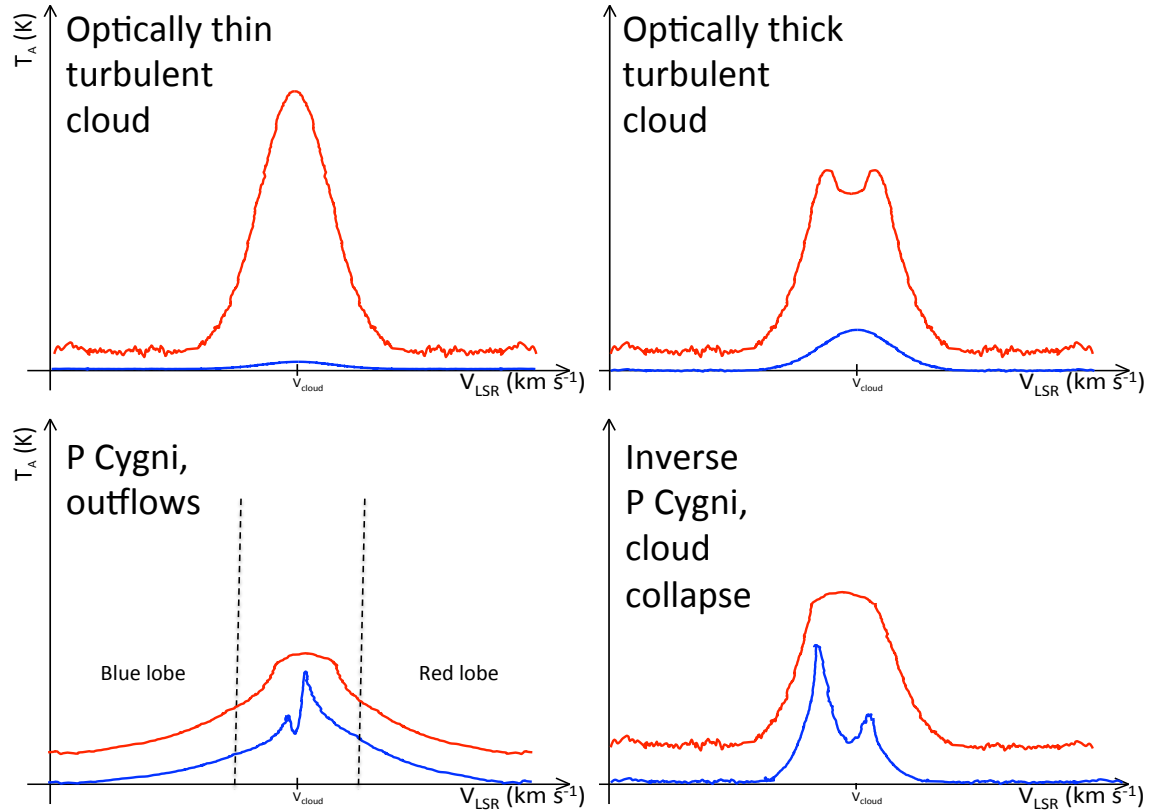 T_A (K)
Optically thin
turbulent
cloud
v_cloud
V_LSR (km s⁻¹)
Optically thick
turbulent
cloud
v_cloud
V_LSR (km s⁻¹)
T_A (K)
P Cygni,
outflows
Blue lobe
Red lobe
v_cloud
V_LSR (km s⁻¹)
Inverse
P Cygni,
cloud
collapse
v_cloud
V_LSR (km s⁻¹)